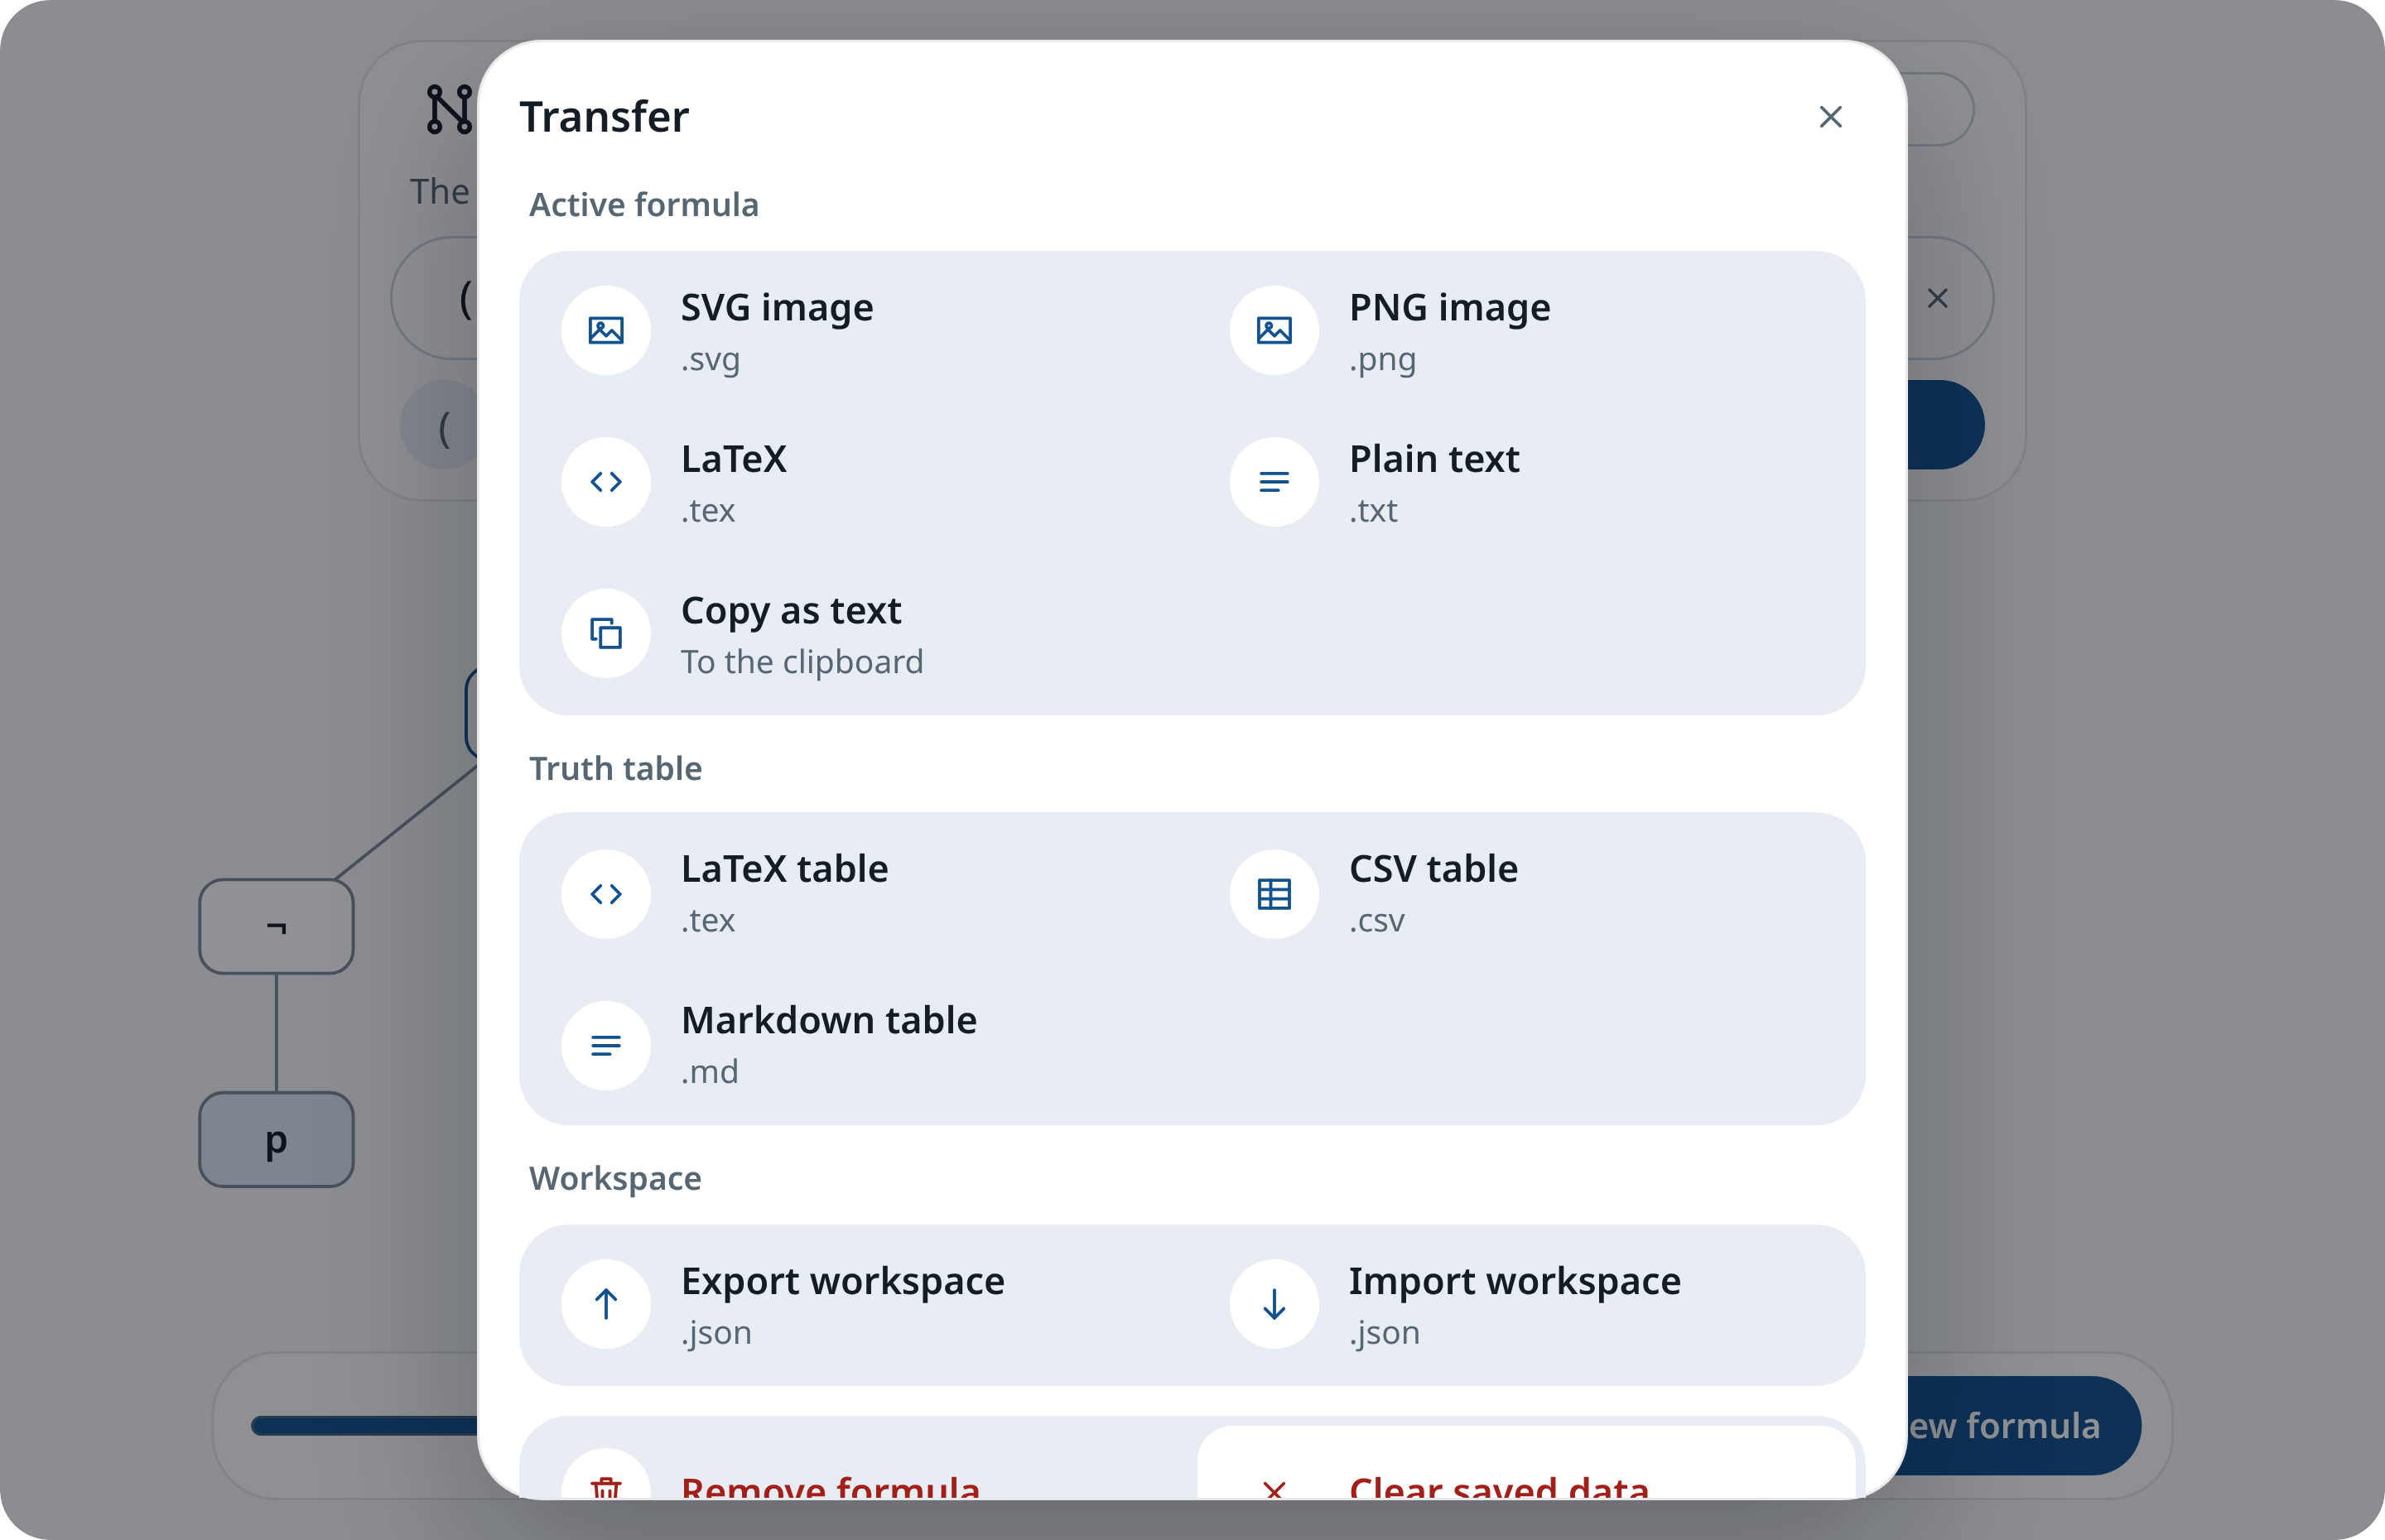 Transfer
The
Active formula
(
SVG image
.svg
PNG image
.png
(
LaTeX
.tex
Plain text
.txt
Copy as text
To the clipboard
Truth table
LaTeX table
.tex
CSV table
.csv
¬
Markdown table
.md
p
Workspace
Export workspace
.json
Import workspace
.json
ew formula
Remove formula
Clear saved data